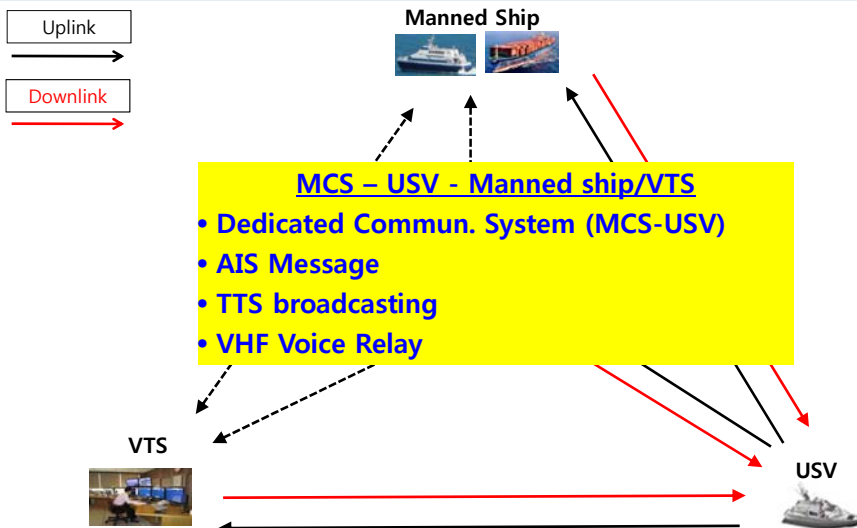 Manned Ship
Uplink
Downlink
MCS – USV - Manned ship/VTS
• Dedicated Commun. System (MCS-USV)
• AIS Message
• TTS broadcasting
• VHF Voice Relay
VTS
USV